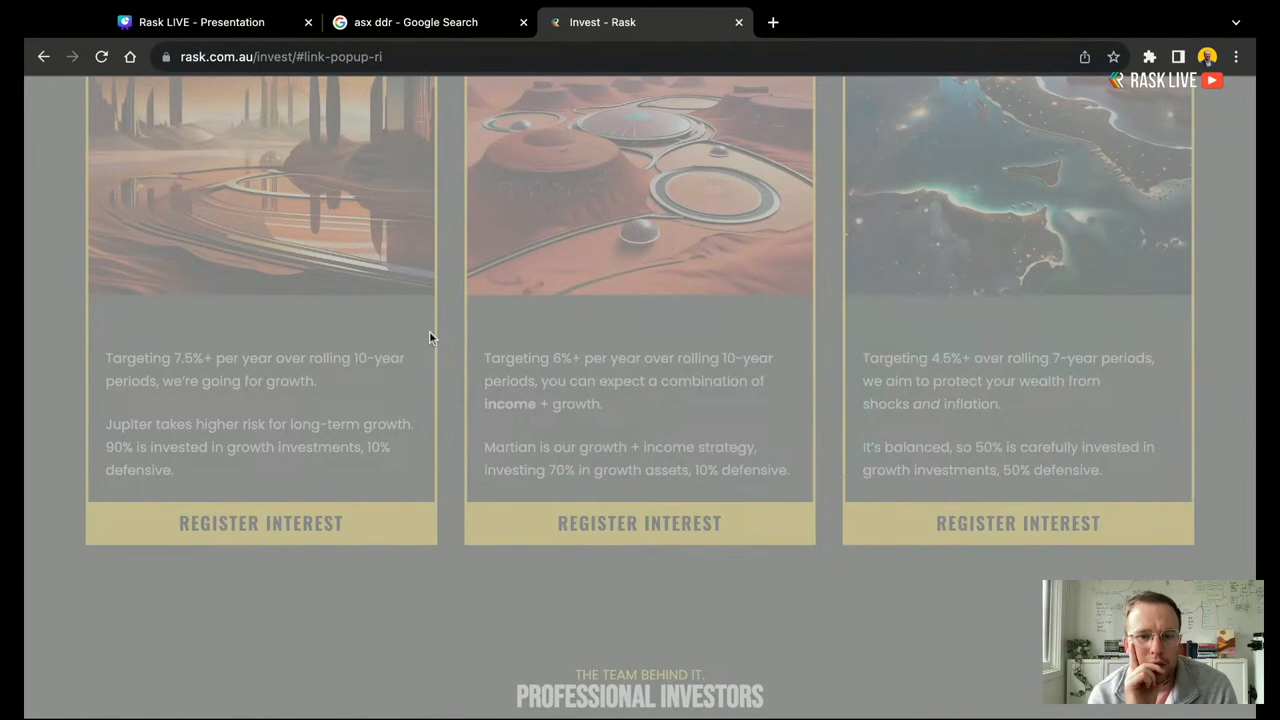 Rask LIVE - Presentation
asx ddr - Google Search
Invest - Rask
rask.com.au/invest/#link-popup-ri
RASK LIVE
Targeting 7.5%+ per year over rolling 10-year
periods, we're going for growth.
Jupiter takes higher risk for long-term growth.
90% is invested in growth investments, 10%
defensive.
REGISTER INTEREST
Targeting 6%+ per year over rolling 10-year
periods, you can expect a combination of
income + growth.
Martian is our growth + income strategy,
investing 70% in growth assets, 10% defensive.
REGISTER INTEREST
Targeting 4.5%+ over rolling 7-year periods,
we aim to protect your wealth from
shocks and inflation.
It's balanced, so 50% is carefully invested in
growth investments, 50% defensive.
REGISTER INTEREST
THE TEAM BEHIND IT.
PROFESSIONAL INVESTORS